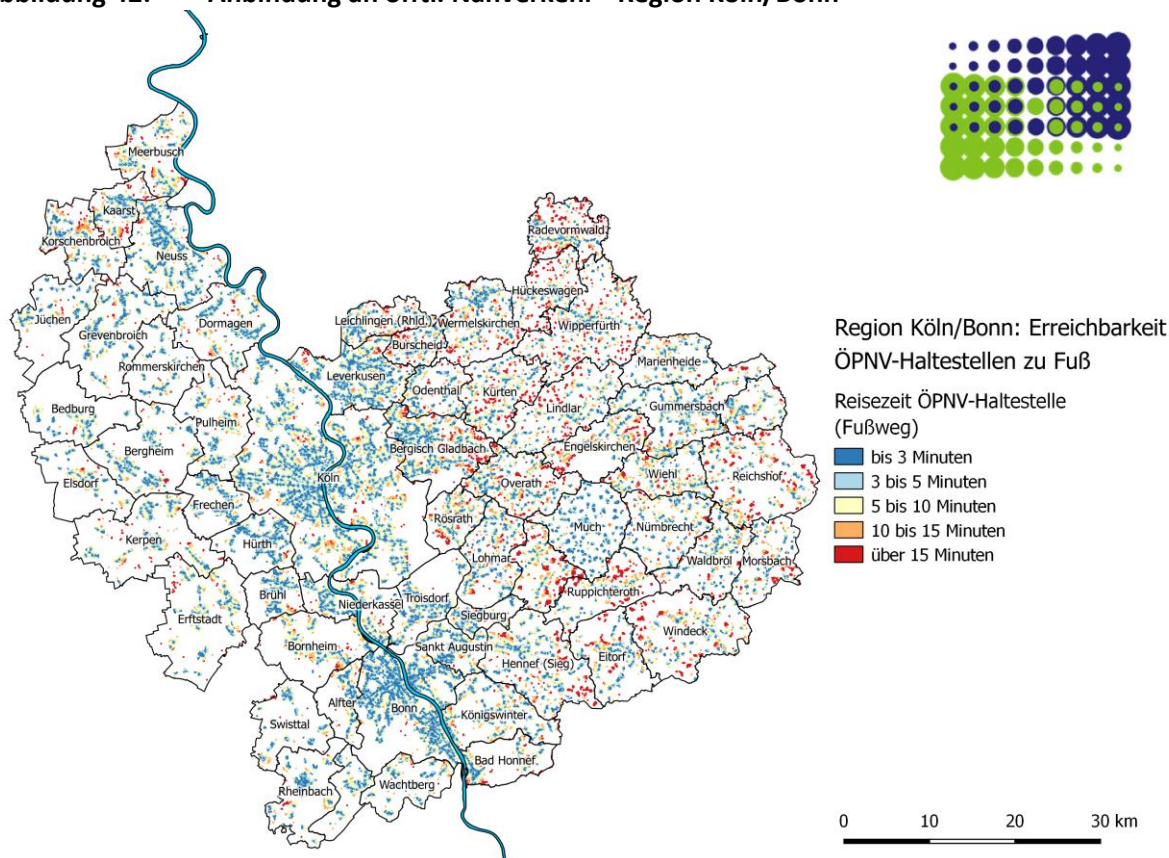 bbildung 42: Anbindung an öfftl. Nahverkehr – Region Köln/Bonn
Meerbusch
Kaarst
Korschenbroich
Neuss
Radevormwald
Hückeswagen
Jüchen
Grevenbroich
Dormagen
Leichlingen (Rhld.)
Wermelskirchen
Wipperfürth
Burscheid
Rommerskirchen
Leverkusen
Marienheide
Odenthal
Kürten
Lindlar
Gummersbach
Bedburg
Pulheim
Bergheim
Bergisch Gladbach
Engelskirchen
Elsdorf
Köln
Overath
Wiehl
Reichshof
Frechen
Rösrath
Much
Nümbrecht
Kerpen
Hürth
Lohmar
Waldbröl
Morsbach
Brühl
Niederkassel
Troisdorf
Ruppichteroth
Erftstadt
Siegburg
Windeck
Bornheim
Sankt Augustin
Hennef (Sieg)
Eitorf
Alfter
Bonn
Königswinter
Swisttal
Bad Honnef
Rheinbach
Wachtberg
Region Köln/Bonn: Erreichbarkeit
ÖPNV-Haltestellen zu Fuß
Reisezeit ÖPNV-Haltestelle
(Fußweg)
bis 3 Minuten
3 bis 5 Minuten
5 bis 10 Minuten
10 bis 15 Minuten
über 15 Minuten
0 10 20 30 km